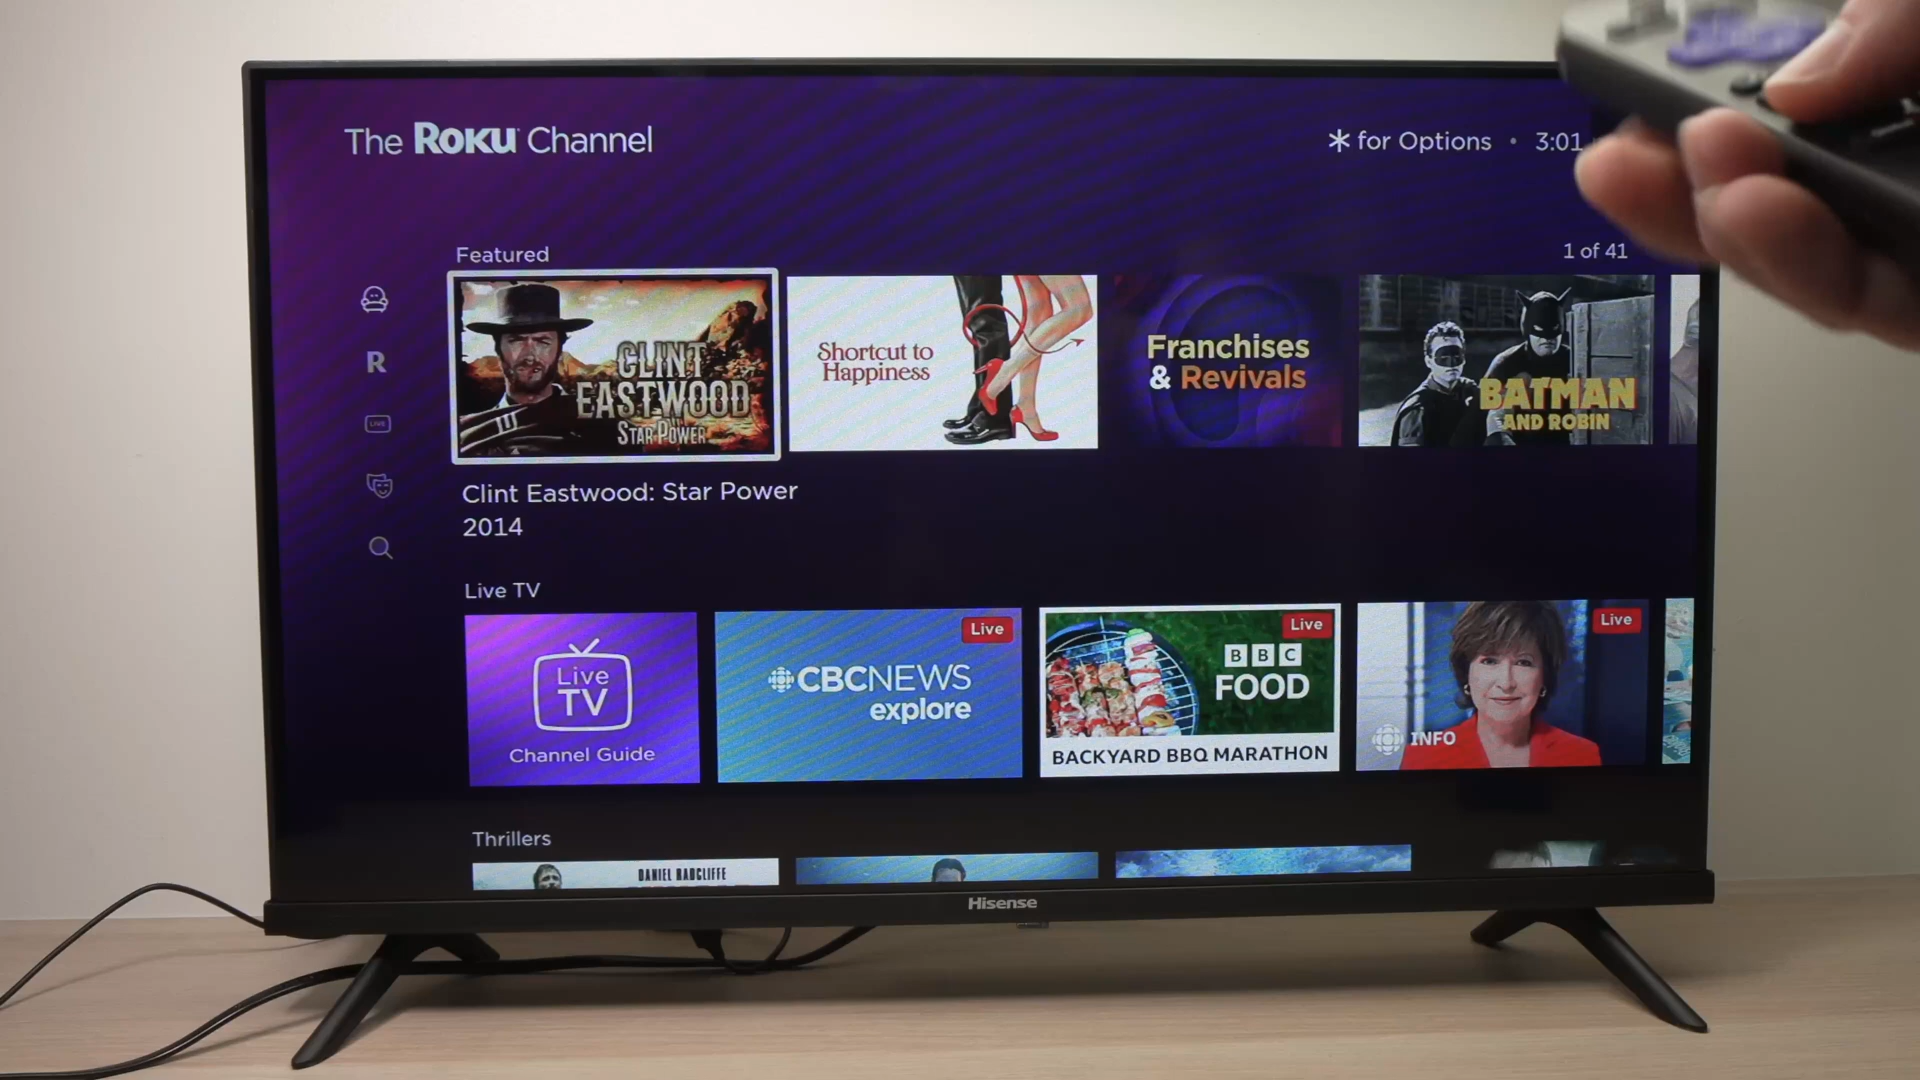 The Roku Channel
* for Options • 3:01
Featured
1 of 41
CLINT
EASTWOOD
STAR POWER
Shortcut to
Happiness
Franchises
& Revivals
BATMAN
AND ROBIN
R
LIVE
Clint Eastwood: Star Power
2014
Live TV
Live
TV
Channel Guide
Live
CBCNEWS
explore
Live
BBC
FOOD
BACKYARD BBQ MARATHON
Live
INFO
Thrillers
DANIEL RADCLIFFE
Hisense